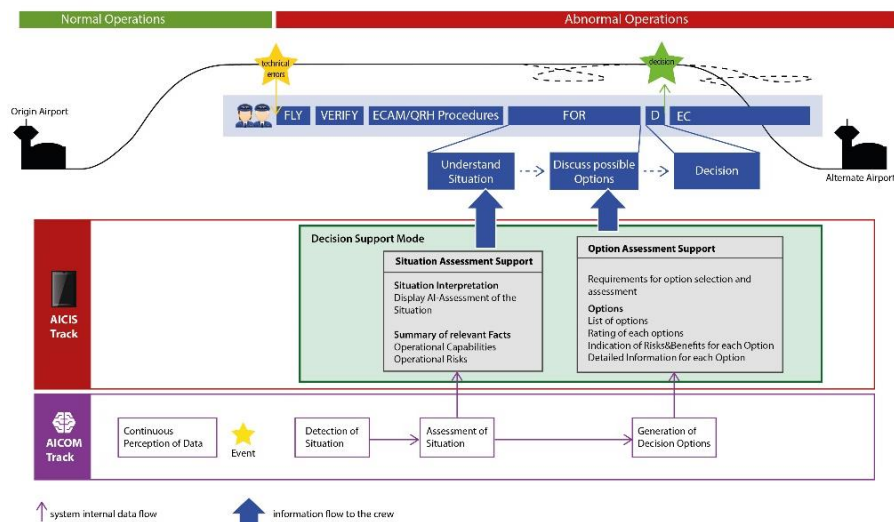 Normal Operations
Abnormal Operations
technical
errors
decision
Origin Airport
Alternate Airport
FLY
VERIFY
ECAM/QRH Procedures
FOR
D
EC
Understand
Situation
Discuss possible
Options
Decision
AICIS
Track
Decision Support Mode
Situation Assessment Support
Situation Interpretation
Display AI-Assessment of the
Situation
Summary of relevant Facts
Operational Capabilities
Operational Risks
Option Assessment Support
Requirements for option selection and
assessment
Options
List of options
Rating of each options
Indication of Risks&Benefits for each Option
Detailed Information for each Option
AICOM
Track
Continuous
Perception of Data
Event
Detection of
Situation
Assessment of
Situation
Generation of
Decision Options
system internal data flow
information flow to the crew